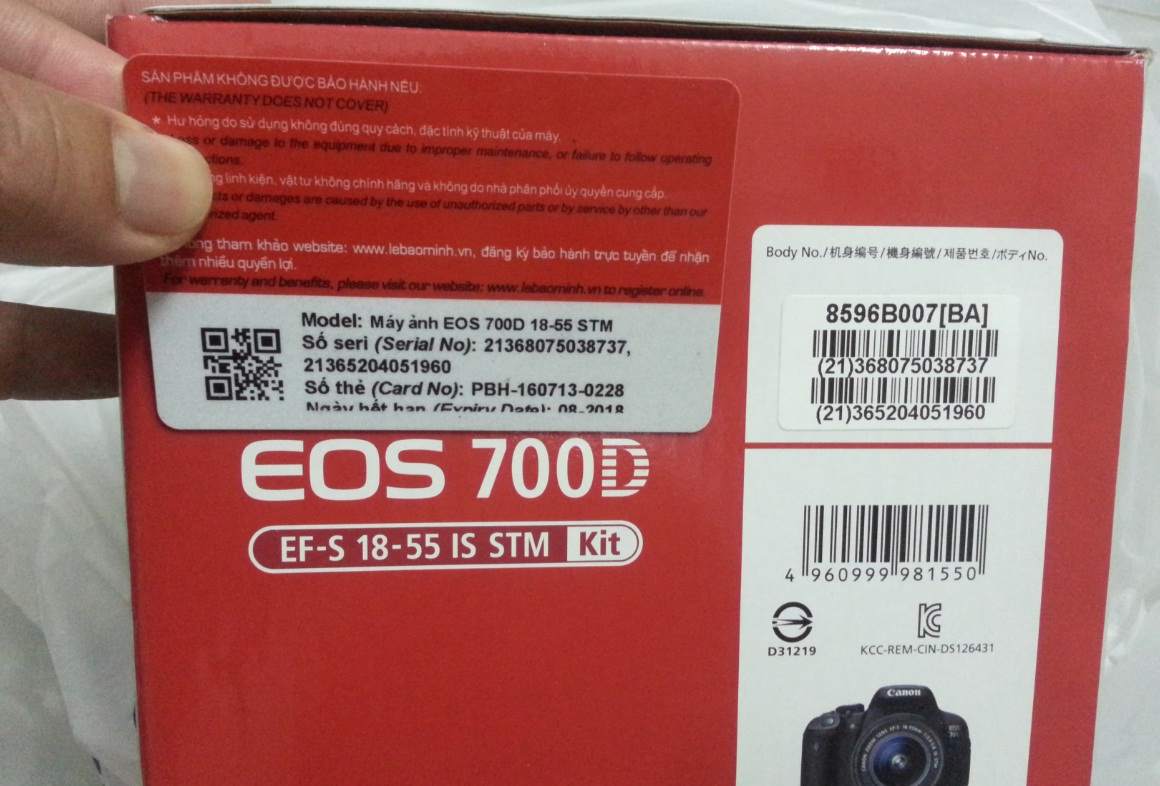 SẢN PHẨM KHÔNG ĐƯỢC BẢO HÀNH NẾU:
(THE WARRANTY DOES NOT COVER)
* Hư hỏng do sử dụng không đúng quy cách, đặc tính kỹ thuật của máy.
or damage to the equipment due to improper maintenance, or failure to follow operating
linh kiện, vật tư không chính hãng và không do nhà phân phối ủy quyền cung cấp.
or damages are caused by the use of unauthorized parts or by service by other than our
agent.
tham khảo website: www.lebaominh.vn, đăng ký bảo hành trực tuyến để nhận
thêm nhiều quyền lợi.
For warranty and benefits, please visit our website: www.lebaominh.vn to register online.
Model: Máy ảnh EOS 700D 18-55 STM
Số seri (Serial No): 21368075038737,
21365204051960
Số thẻ (Card No): PBH-160713-0228
Ngày hết hạn (Expiry Date): 08-2018
EOS 700D
EF-S 18-55 IS STM Kit
Body No./机身编号/機身編號/제품번호/ボディNo.
8596B007[BA]
(21)368075038737
(21)365204051960
4 960999 981550
D31219
KCC-REM-CIN-DS126431
Canon